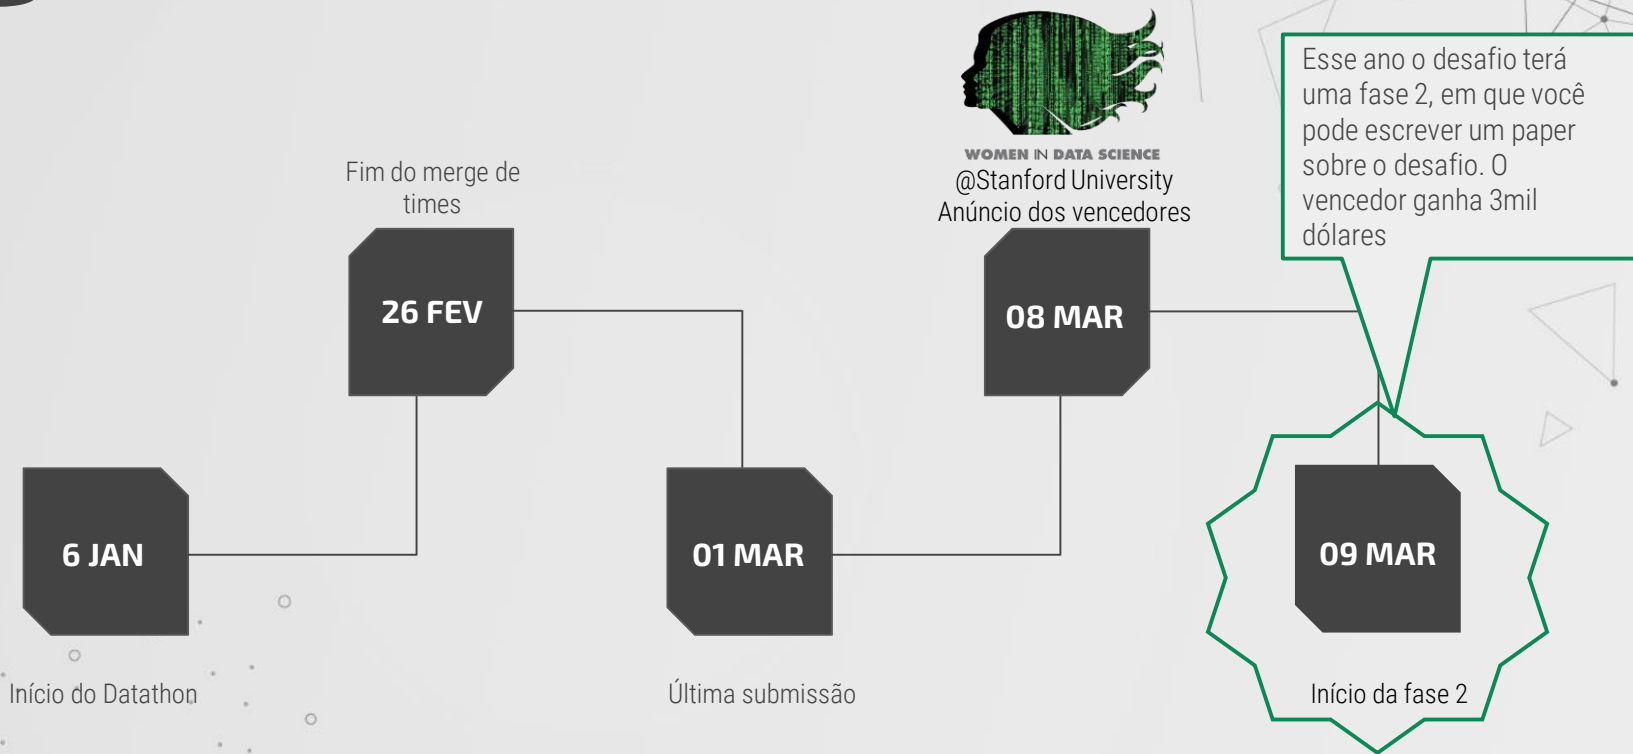 WOMEN IN DATA SCIENCE
@Stanford University
Anúncio dos vencedores
Esse ano o desafio terá
uma fase 2, em que você
pode escrever um paper
sobre o desafio. O
vencedor ganha 3mil
dólares
Fim do merge de
times
26 FEV
08 MAR
6 JAN
01 MAR
09 MAR
Início do Datathon
Última submissão
Início da fase 2